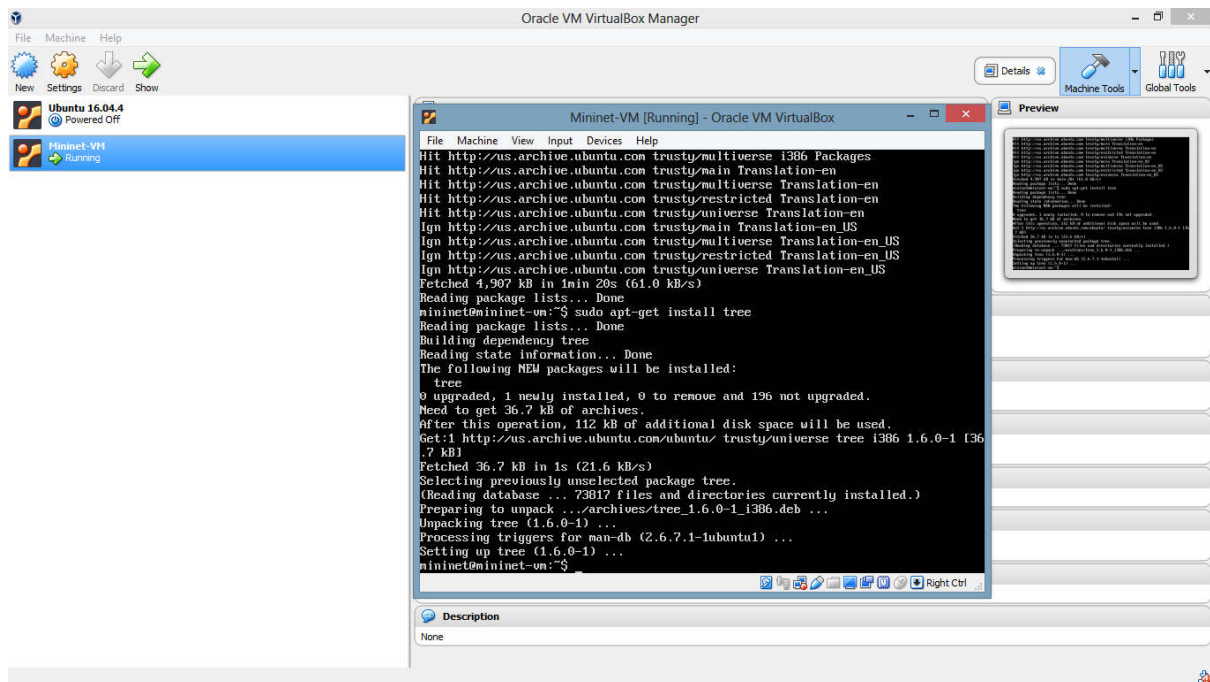 Oracle VM VirtualBox Manager
File Machine Help
New Settings Discard Show
Details
Machine Tools
Global Tools
Ubuntu 16.04.4
Powered Off
Mininet-VM
Running
Preview
Mininet-VM [Running] - Oracle VM VirtualBox
File Machine View Input Devices Help
Hit http://us.archive.ubuntu.com trusty/multiverse i386 Packages
Hit http://us.archive.ubuntu.com trusty/main Translation-en
Hit http://us.archive.ubuntu.com trusty/multiverse Translation-en
Hit http://us.archive.ubuntu.com trusty/restricted Translation-en
Hit http://us.archive.ubuntu.com trusty/universe Translation-en
Ign http://us.archive.ubuntu.com trusty/main Translation-en_US
Ign http://us.archive.ubuntu.com trusty/multiverse Translation-en_US
Ign http://us.archive.ubuntu.com trusty/restricted Translation-en_US
Ign http://us.archive.ubuntu.com trusty/universe Translation-en_US
Fetched 4,907 kB in 1min 20s (61.0 kB/s)
Reading package lists... Done
mininet@mininet-vm:~$ sudo apt-get install tree
Reading package lists... Done
Building dependency tree
Reading state information... Done
The following NEW packages will be installed:
tree
0 upgraded, 1 newly installed, 0 to remove and 196 not upgraded.
Need to get 36.7 kB of archives.
After this operation, 112 kB of additional disk space will be used.
Get:1 http://us.archive.ubuntu.com/ubuntu/ trusty/universe tree i386 1.6.0-1 [36
.7 kB]
Fetched 36.7 kB in 1s (21.6 kB/s)
Selecting previously unselected package tree.
(Reading database ... 73817 files and directories currently installed.)
Preparing to unpack .../archives/tree_1.6.0-1_i386.deb ...
Unpacking tree (1.6.0-1) ...
Processing triggers for man-db (2.6.7.1-1ubuntu1) ...
Setting up tree (1.6.0-1) ...
mininet@mininet-vm:~$ _
Right Ctrl
Description
None